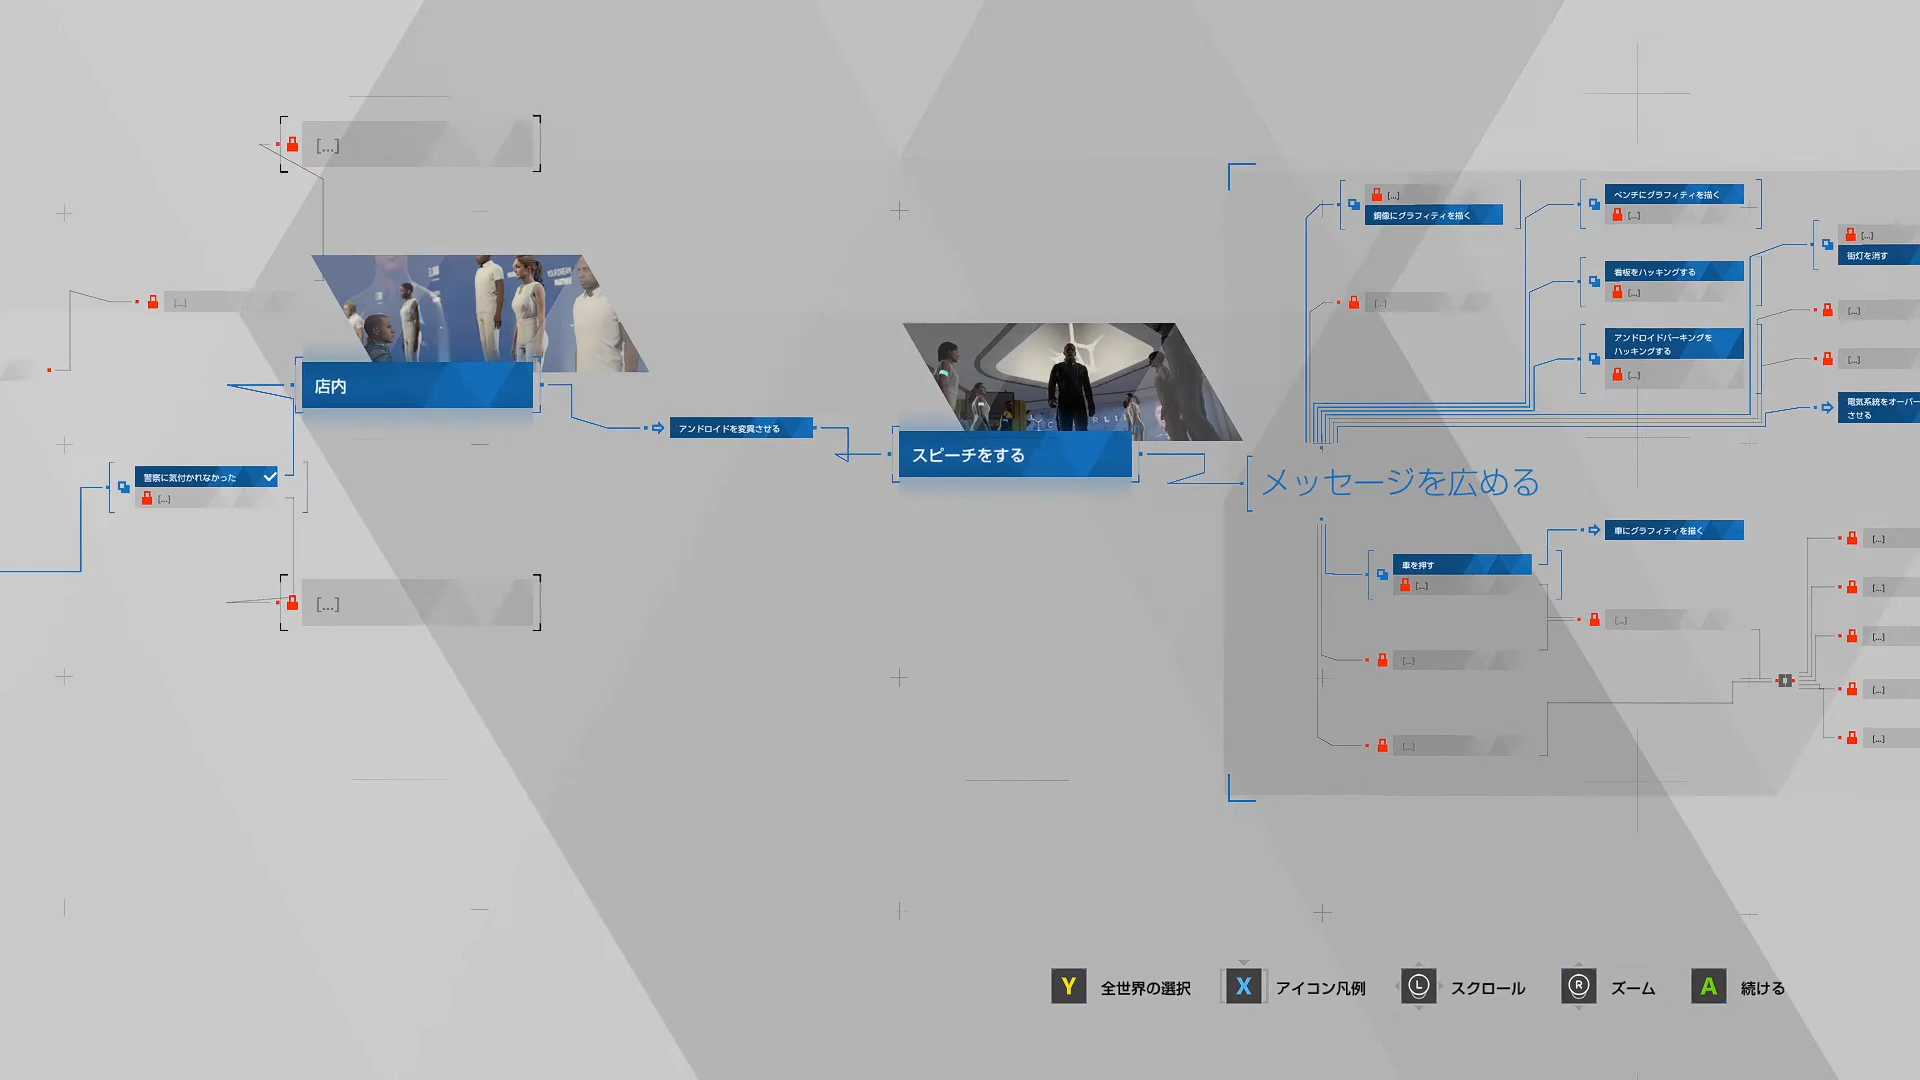 [...]
[...]
店内
警察に気付かれなかった
[...]
[...]
アンドロイドを変異させる
スピーチをする
メッセージを広める
[...]
銅像にグラフィティを描く
[...]
ベンチにグラフィティを描く
[...]
看板をハッキングする
[...]
アンドロイドパーキングを
ハッキングする
[...]
[...]
街灯を消す
[...]
[...]
電気系統をオーバー
させる
車を押す
[...]
[...]
[...]
車にグラフィティを描く
[...]
[...]
[...]
[...]
[...]
[...]
Y 全世界の選択
X アイコン凡例
L スクロール
R ズーム
A 続ける